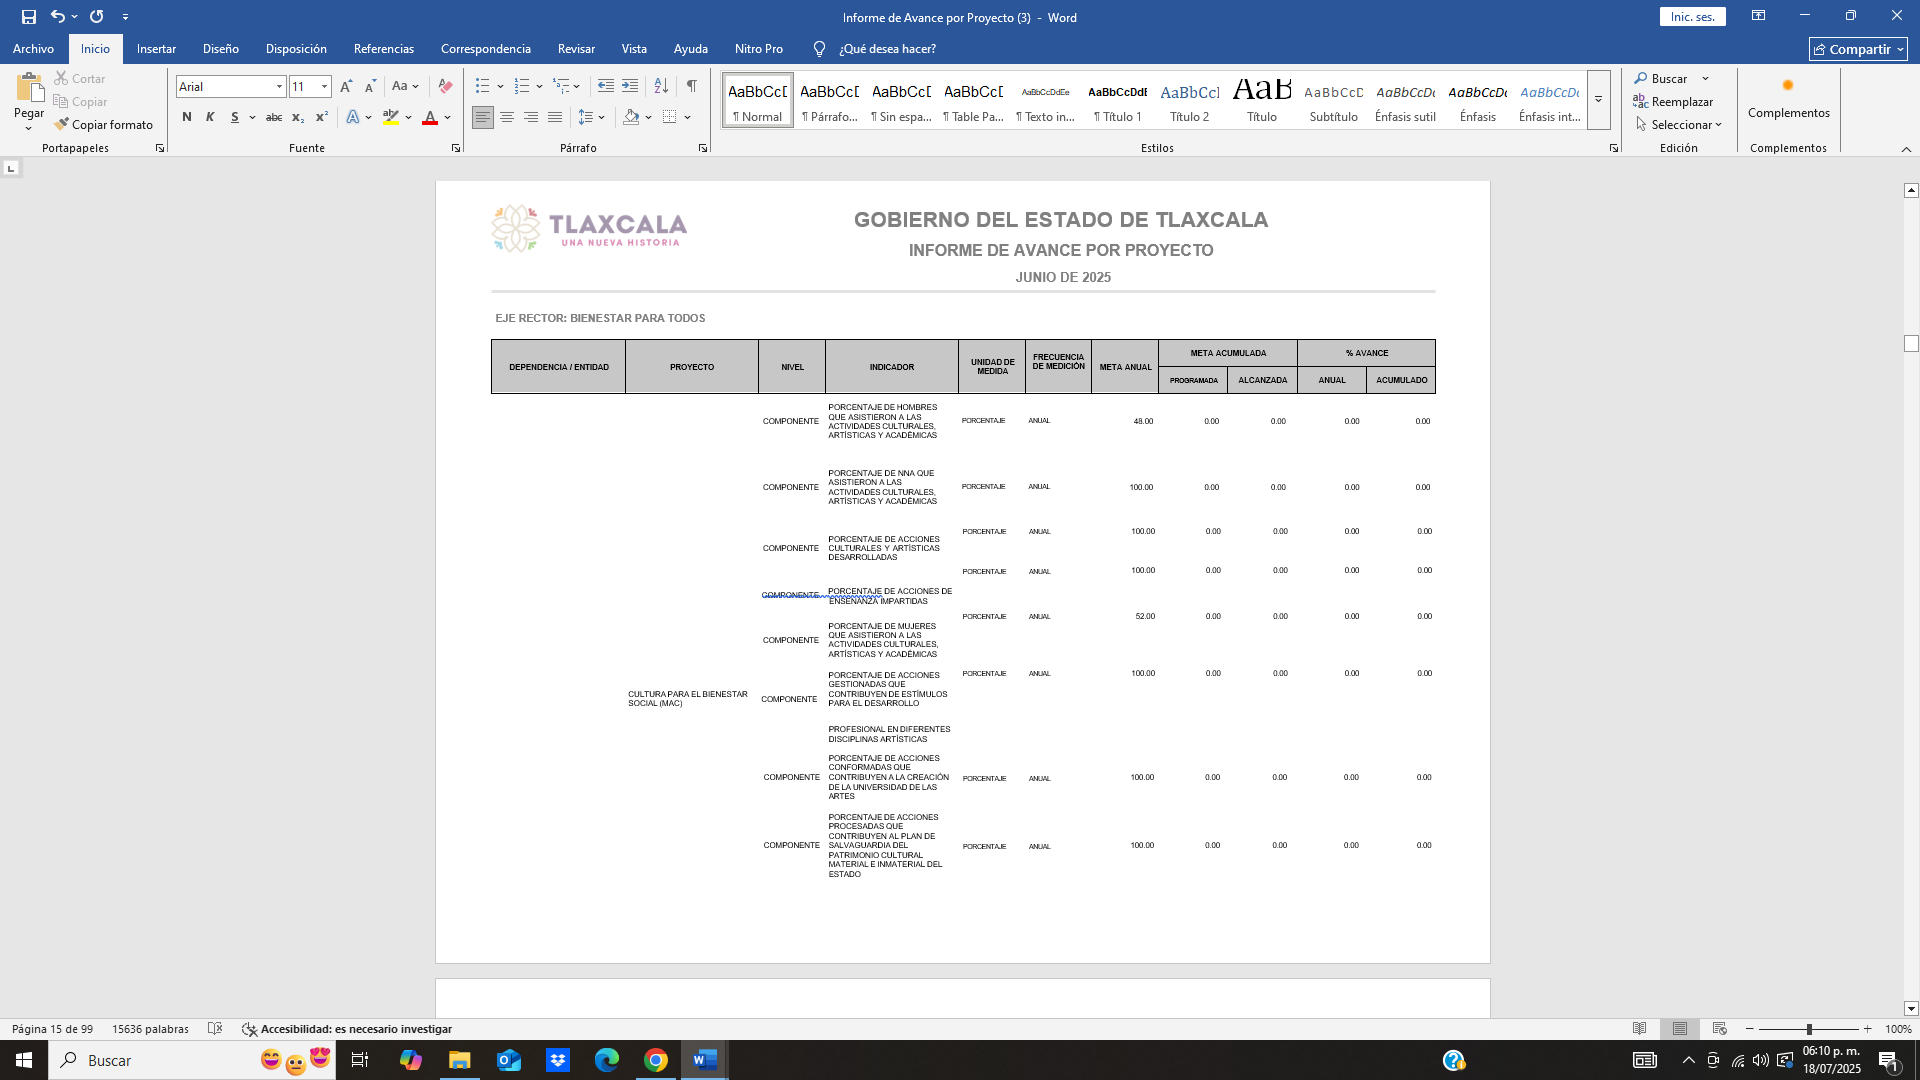 Informe de Avance por Proyecto (3) - Word
Inic. ses.
Archivo Inicio Insertar Diseño Disposición Referencias Correspondencia Revisar Vista Ayuda Nitro Pro ¿Qué desea hacer? Compartir
Pegar
Cortar
Copiar
Copiar formato
Portapapeles
Arial 11
Aa
N K S abc x₂ x²
Fuente
Párrafo
AaBbCcD ¶ Normal
AaBbCcD ¶ Párrafo...
AaBbCcD ¶ Sin espa...
AaBbCcD ¶ Table Pa...
AaBbCcDdEe ¶ Texto in...
AaBbCcDdE ¶ Título 1
AaBbCcI Título 2
AaB Título
AaBbCcD Subtítulo
AaBbCcDc Énfasis sutil
AaBbCcDc Énfasis
AaBbCcDc Énfasis int...
Estilos
Buscar
Reemplazar
Seleccionar
Edición
Complementos
Complementos
TLAXCALA
UNA NUEVA HISTORIA
GOBIERNO DEL ESTADO DE TLAXCALA
INFORME DE AVANCE POR PROYECTO
JUNIO DE 2025
EJE RECTOR: BIENESTAR PARA TODOS
DEPENDENCIA / ENTIDAD PROYECTO NIVEL INDICADOR UNIDAD DE MEDIDA FRECUENCIA DE MEDICIÓN META ANUAL META ACUMULADA % AVANCE
PROGRAMADA ALCANZADA ANUAL ACUMULADO
COMPONENTE
PORCENTAJE DE HOMBRES
QUE ASISTIERON A LAS
ACTIVIDADES CULTURALES,
ARTÍSTICAS Y ACADÉMICAS
PORCENTAJE ANUAL 48.00 0.00 0.00 0.00 0.00
COMPONENTE
PORCENTAJE DE NNA QUE
ASISTIERON A LAS
ACTIVIDADES CULTURALES,
ARTÍSTICAS Y ACADÉMICAS
PORCENTAJE ANUAL 100.00 0.00 0.00 0.00 0.00
COMPONENTE
PORCENTAJE DE ACCIONES
CULTURALES Y ARTÍSTICAS
DESARROLLADAS
PORCENTAJE ANUAL 100.00 0.00 0.00 0.00 0.00
PORCENTAJE ANUAL 100.00 0.00 0.00 0.00 0.00
COMPONENTE PORCENTAJE DE ACCIONES DE
ENSEÑANZA IMPARTIDAS
PORCENTAJE ANUAL 52.00 0.00 0.00 0.00 0.00
COMPONENTE
PORCENTAJE DE MUJERES
QUE ASISTIERON A LAS
ACTIVIDADES CULTURALES,
ARTÍSTICAS Y ACADÉMICAS
PORCENTAJE ANUAL 100.00 0.00 0.00 0.00 0.00
CULTURA PARA EL BIENESTAR
SOCIAL (MAC)
COMPONENTE
PORCENTAJE DE ACCIONES
GESTIONADAS QUE
CONTRIBUYEN DE ESTÍMULOS
PARA EL DESARROLLO
PROFESIONAL EN DIFERENTES
DISCIPLINAS ARTÍSTICAS
COMPONENTE
PORCENTAJE DE ACCIONES
CONFORMADAS QUE
CONTRIBUYEN A LA CREACIÓN
DE LA UNIVERSIDAD DE LAS
ARTES
PORCENTAJE ANUAL 100.00 0.00 0.00 0.00 0.00
COMPONENTE
PORCENTAJE DE ACCIONES
PROCESADAS QUE
CONTRIBUYEN AL PLAN DE
SALVAGUARDIA DEL
PATRIMONIO CULTURAL
MATERIAL E INMATERIAL DEL
ESTADO
PORCENTAJE ANUAL 100.00 0.00 0.00 0.00 0.00
Página 15 de 99 15636 palabras Accesibilidad: es necesario investigar 100%
Buscar
06:10 p. m.
18/07/2025
1